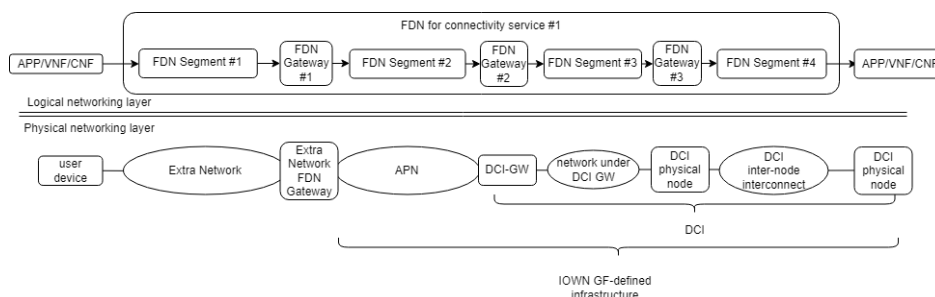 FDN for connectivity service #1
APP/VNF/CNF
FDN Segment #1
FDN
Gateway
#1
FDN Segment #2
FDN
Gateway
#2
FDN Segment #3
FDN
Gateway
#3
FDN Segment #4
APP/VNF/CNF
Logical networking layer
Physical networking layer
user
device
Extra Network
Extra
Network
FDN
Gateway
APN
DCI-GW
network under
DCI GW
DCI
physical
node
DCI
inter-node
interconnect
DCI
physical
node
DCI
IOWN GF-defined
infrastructure